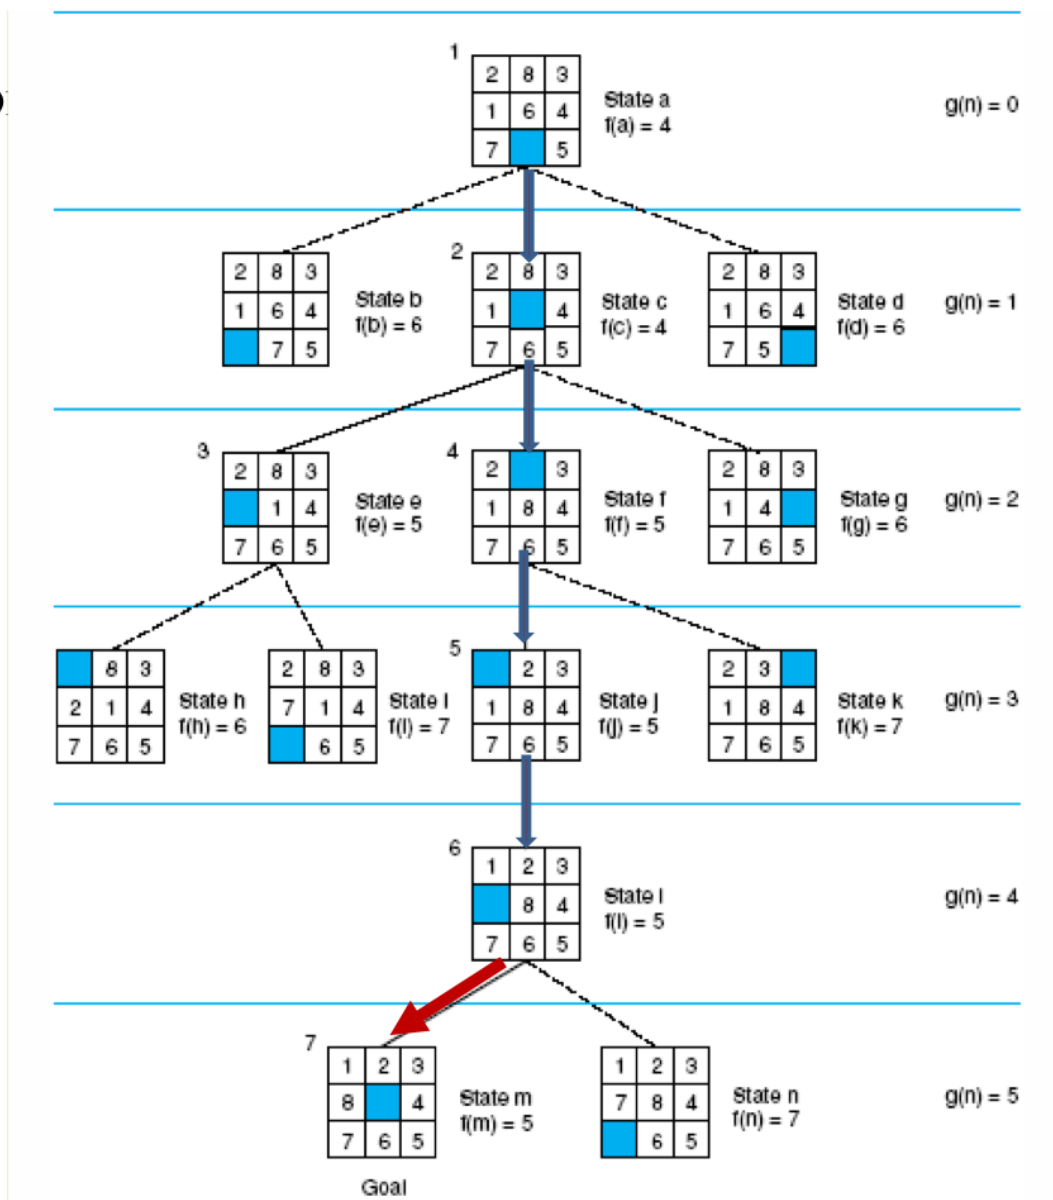 1
2 8 3
1 6 4
7 5
State a
f(a) = 4
g(n) = 0
2 8 3
1 6 4
7 5
State b
f(b) = 6
2
2 8 3
1 4
7 6 5
State c
f(c) = 4
2 8 3
1 6 4
7 5
State d
f(d) = 6
g(n) = 1
3
2 8 3
1 4
7 6 5
State e
f(e) = 5
4
2 3
1 8 4
7 6 5
State f
f(f) = 5
2 8 3
1 4
7 6 5
State g
f(g) = 6
g(n) = 2
8 3
2 1 4
7 6 5
State h
f(h) = 6
2 8 3
7 1 4
6 5
State i
f(i) = 7
5
2 3
1 8 4
7 6 5
State j
f(j) = 5
2 3
1 8 4
7 6 5
State k
f(k) = 7
g(n) = 3
6
1 2 3
8 4
7 6 5
State l
f(l) = 5
g(n) = 4
7
1 2 3
8 4
7 6 5
State m
f(m) = 5
Goal
1 2 3
7 8 4
6 5
State n
f(n) = 7
g(n) = 5